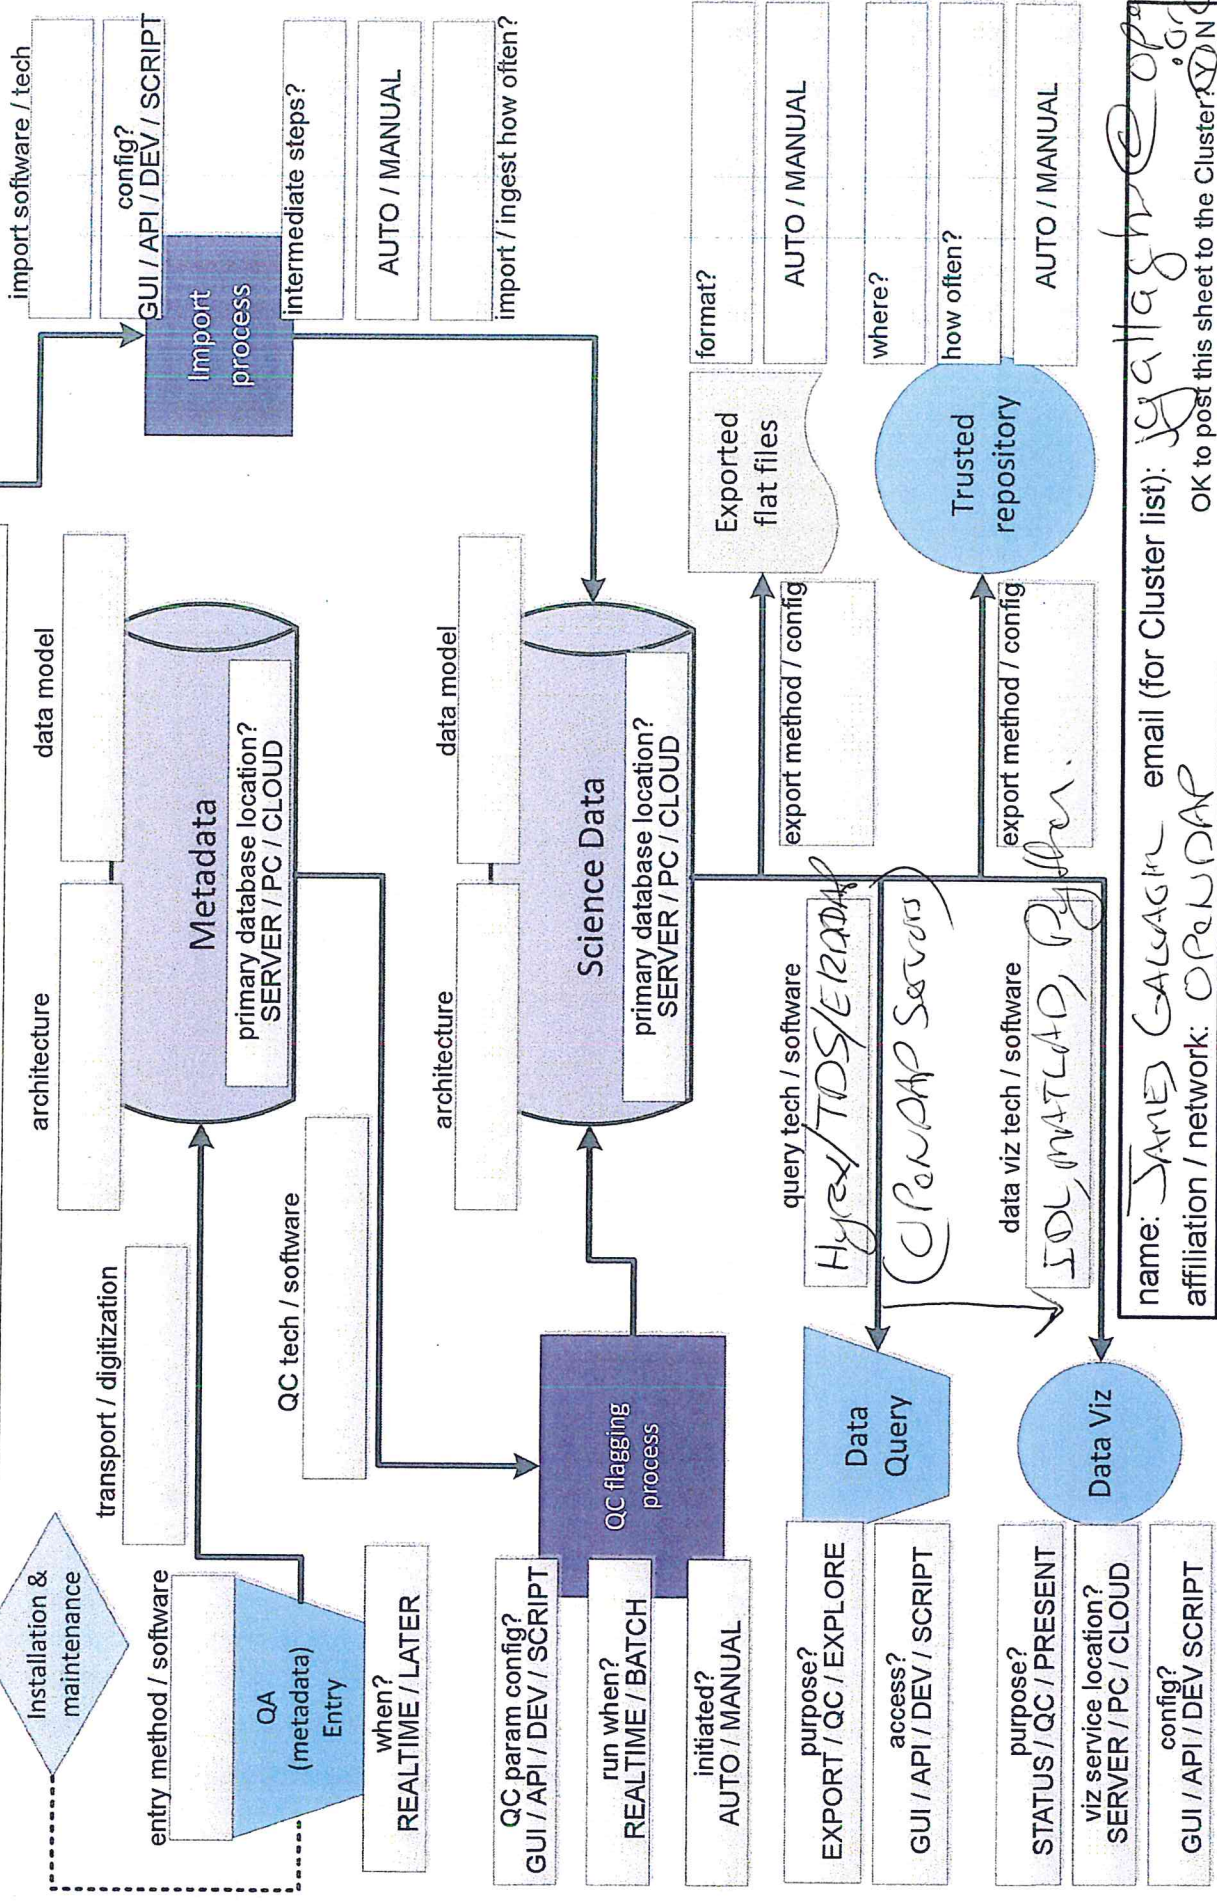 Installation &
maintenance
entry method / software
QA
(metadata)
Entry
when?
REALTIME / LATER
transport / digitization
architecture
data model
Metadata
primary database location?
SERVER / PC / CLOUD
import software / tech
config?
GUI / API / DEV / SCRIPT
Import
process
intermediate steps?
AUTO / MANUAL
import / ingest how often?
QC tech / software
QC param config?
GUI / API / DEV / SCRIPT
run when?
REALTIME / BATCH
initiated?
AUTO / MANUAL
QC flagging
process
architecture
data model
Science Data
primary database location?
SERVER / PC / CLOUD
export method / config
Exported
flat files
format?
AUTO / MANUAL
purpose?
EXPORT / QC / EXPLORE
access?
GUI / API / DEV / SCRIPT
Data
Query
query tech / software
Hyrax/TDS/ERDDAP
(OPeNDAP Servers)
export method / config
Trusted
repository
where?
how often?
AUTO / MANUAL
purpose?
STATUS / QC / PRESENT
viz service location?
SERVER / PC / CLOUD
config?
GUI / API / DEV SCRIPT
Data Viz
data viz tech / software
IDL, MATLAB, Python.
name: JAMES GALLAGHER email (for Cluster list): jgallagher@ope
affiliation / network: OPeNDAP
OK to post this sheet to the Cluster? Y/N